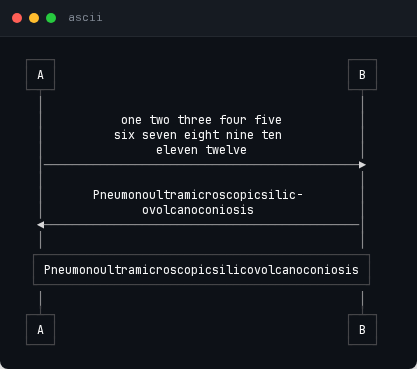 ascii
A B
one two three four five
six seven eight nine ten
eleven twelve
Pneumonoultramicroscopicsilic-
ovolcanoconiosis
Pneumonoultramicroscopicsilicovolcanoconiosis
A B